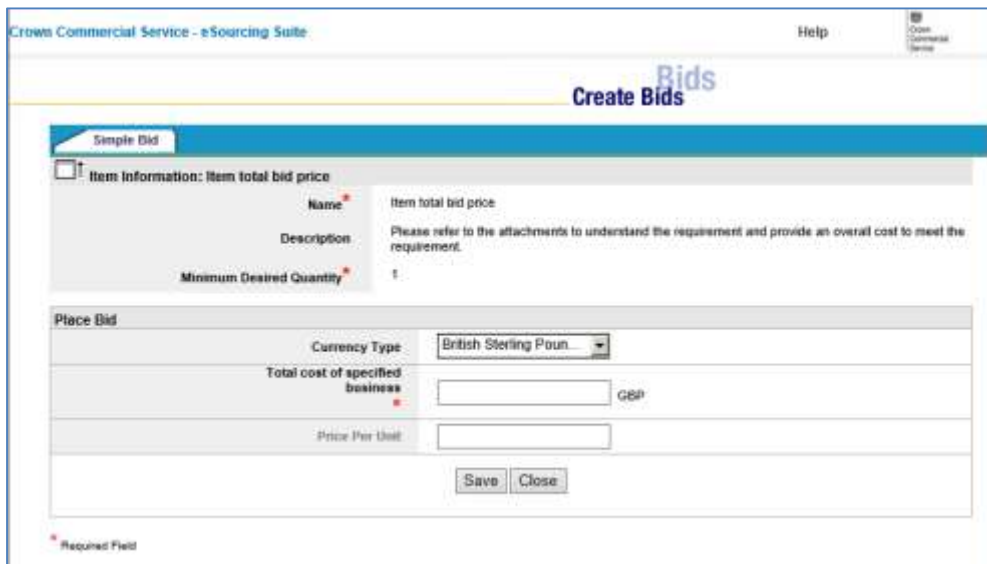 Crown Commercial Service - eSourcing Suite
Help
Crown
Commercial
Service
Bids
Create Bids
Simple Bid
Item Information: Item total bid price
Name*
Item total bid price
Description
Please refer to the attachments to understand the requirement and provide an overall cost to meet the
requirement.
Minimum Desired Quantity*
1
Place Bid
Currency Type
British Sterling Poun...
Total cost of specified
business
*
GBP
Price Per Unit
Save
Close
* Required Field